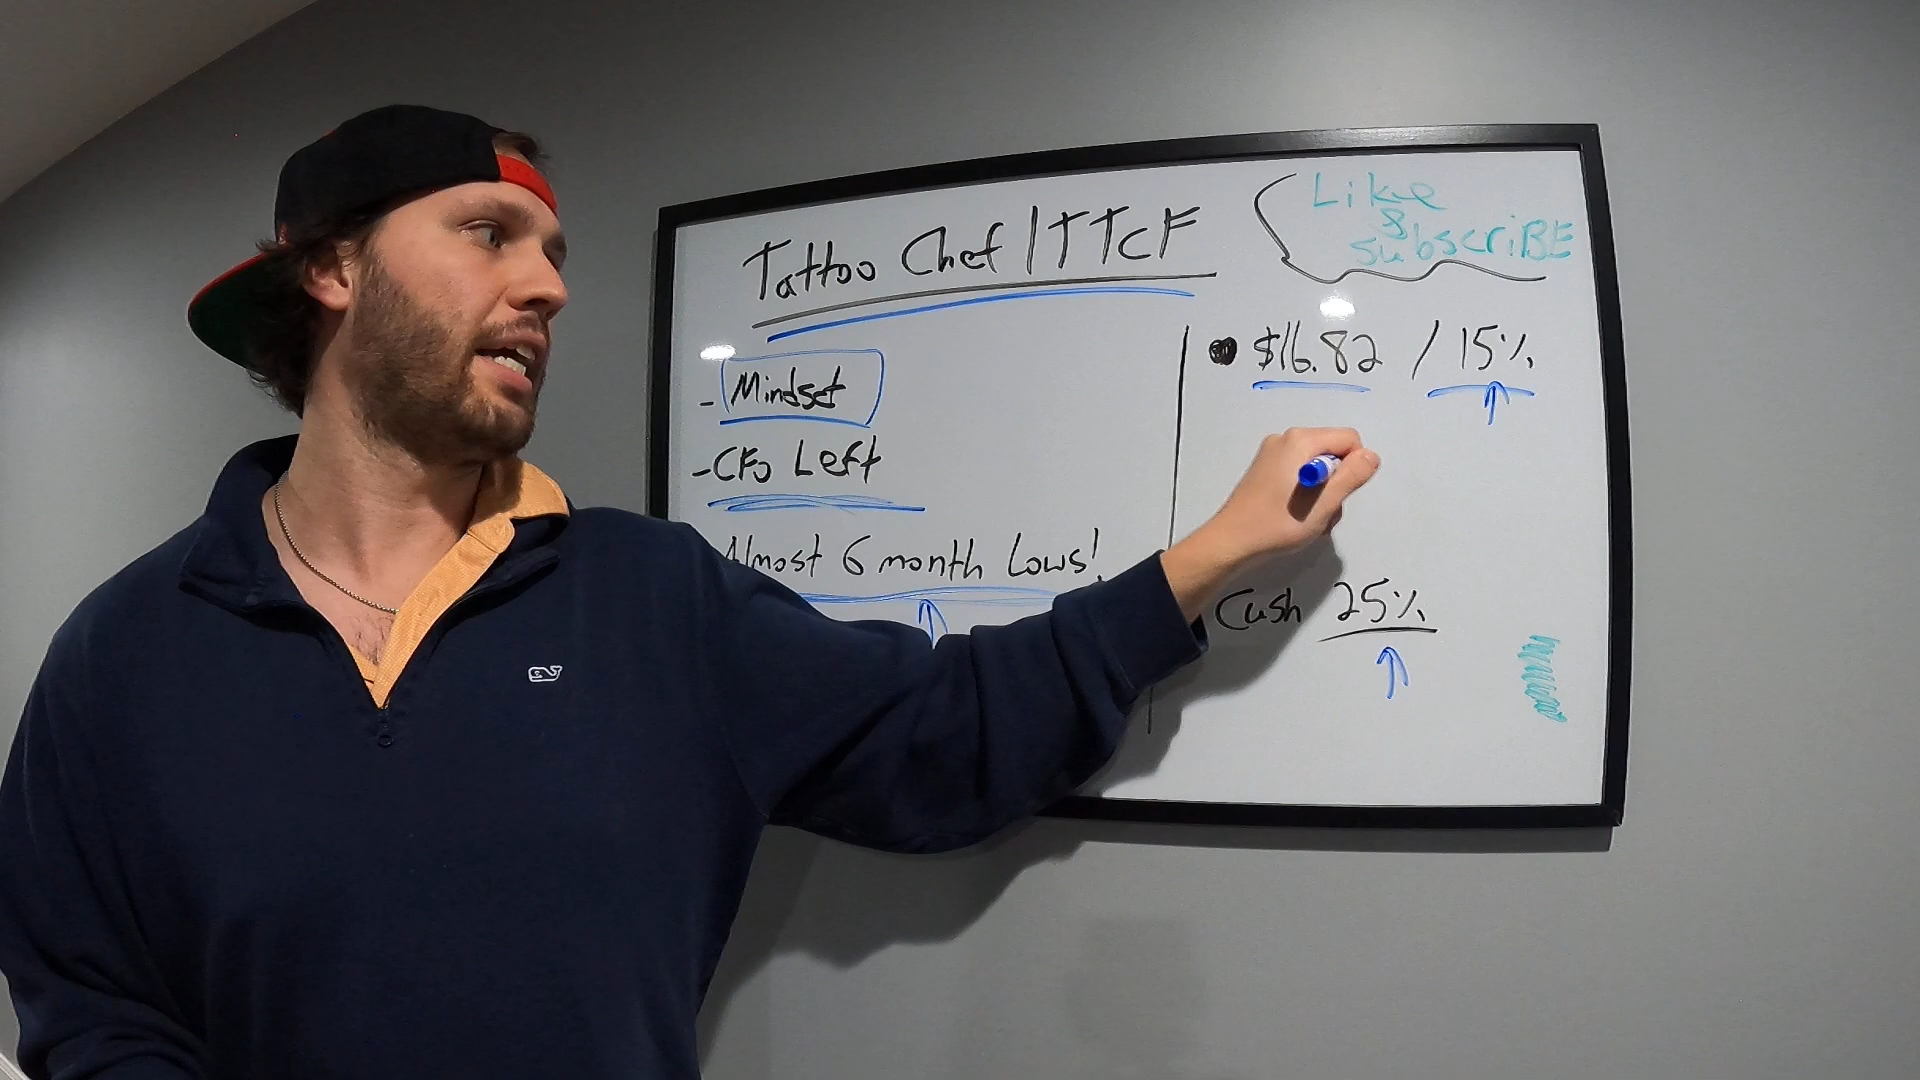 Tattoo Chef / TTCF
Like
&
SubscriBE
- Mindset
- CFO Left
Almost 6 month Lows!
$16.82 / 15%
Cash 25%